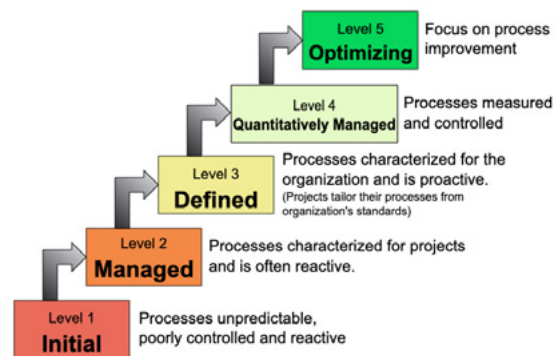 Level 5
Optimizing
Focus on process
improvement
Level 4
Quantitatively Managed
Processes measured
and controlled
Level 3
Defined
Processes characterized for the
organization and is proactive.
(Projects tailor their processes from
organization's standards)
Level 2
Managed
Processes characterized for projects
and is often reactive.
Level 1
Initial
Processes unpredictable,
poorly controlled and reactive